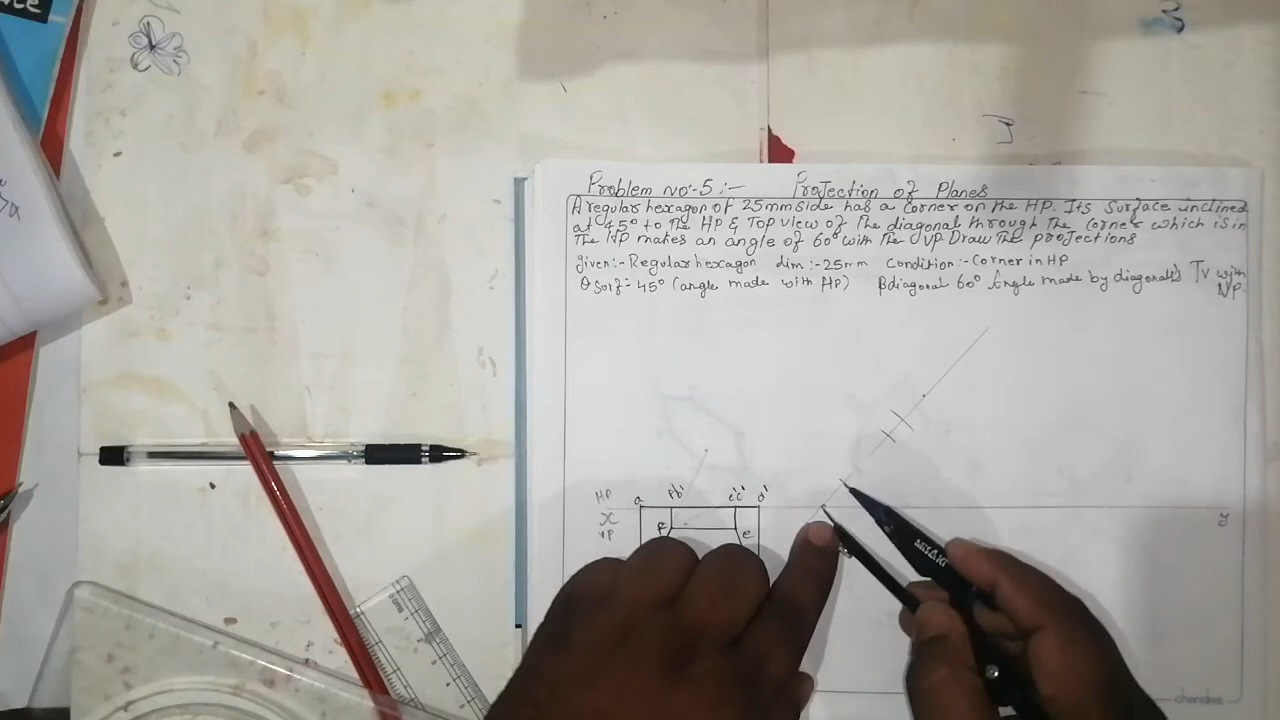 Problem no:-5:- Projection of Planes
A regular hexagon of 25mm side has a corner on the HP. Its surface inclined
at 45° to the HP & Top view of the diagonal through the corner which is in
the HP makes an angle of 60° with the VP. Draw the projections
given:- Regular hexagon dim:-25mm Condition:- Corner in HP
θ surf = 45° (angle made with HP) β diagonal 60° Angle made by diagonal's Tv with VP.
HP
X
VP
a
d'
F
e
y
MISAKI
chandra